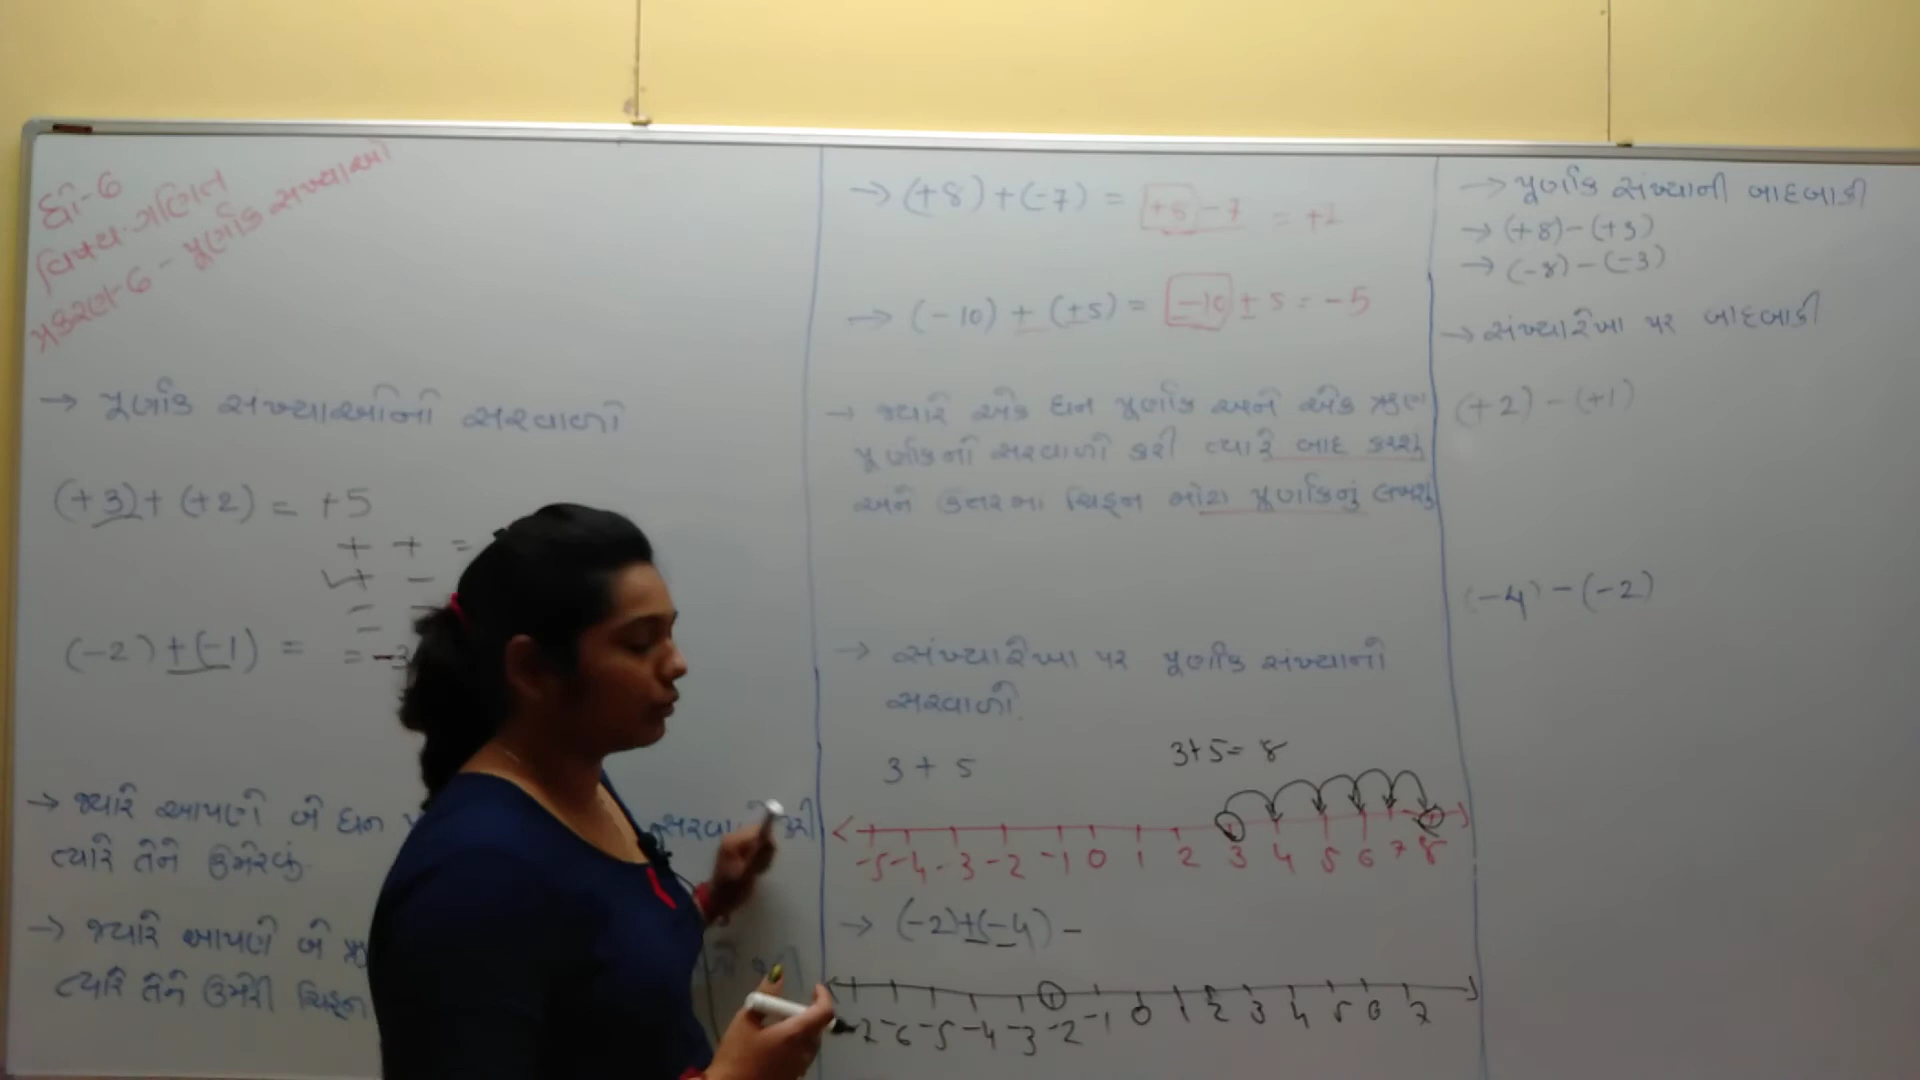 ધો-6
વિષય-ગણિત
પ્રકરણ-6 - પૂર્ણાંક સંખ્યાઓ
→ પૂર્ણાંક સંખ્યાઓનો સરવાળો
(+3)+ (+2) = +5
+ + =
✓+ -
- -
(-2) +(-1) = = -3
→ જ્યારે આપણે બે ધન સરવાળો કરી
ત્યારે તેને ઉમેરવું.
→ જ્યારે આપણે બે
ત્યારે તેને ઉમેરી ચિહ્ન
→ (+8)+(-7) = +8 - 7 = +1
→ (-10) + (+5) = -10 + 5 = -5
→ જ્યારે એક ધન પૂર્ણાંક અને એક ઋણ
પૂર્ણાંકનો સરવાળો કરી ત્યારે બાદ કરશું
અને ઉત્તરમાં ચિહ્ન મોટા પૂર્ણાંકનું લખશું
→ સંખ્યારેખા પર પૂર્ણાંક સંખ્યાનો
સરવાળો.
3 + 5 3+5= 8
-5 -4 -3 -2 -1 0 1 2 3 4 5 6 7 8
→ (-2)+(-4) -
-7 -6 -5 -4 -3 -2 -1 0 1 2 3 4 5 6 7
→ પૂર્ણાંક સંખ્યાની બાદબાકી
→ (+8)-(+3)
→ (-8)-(-3)
→ સંખ્યારેખા પર બાદબાકી
(+2) - (+1)
(-4) - (-2)